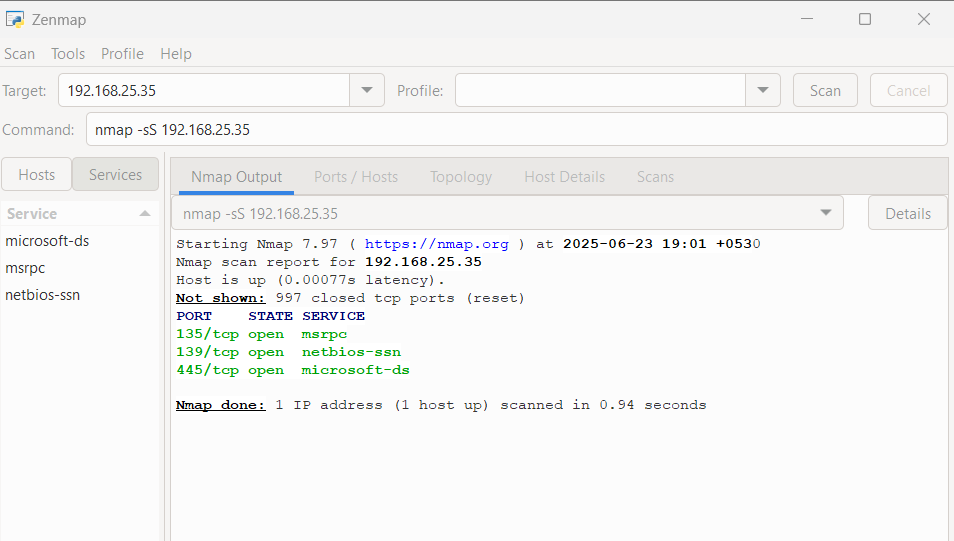 Zenmap
Scan Tools Profile Help
Target: 192.168.25.35 Profile: Scan Cancel
Command: nmap -sS 192.168.25.35
Hosts Services
Nmap Output Ports / Hosts Topology Host Details Scans
Service
nmap -sS 192.168.25.35 Details
microsoft-ds
msrpc
netbios-ssn
Starting Nmap 7.97 ( https://nmap.org ) at 2025-06-23 19:01 +0530
Nmap scan report for 192.168.25.35
Host is up (0.00077s latency).
Not shown: 997 closed tcp ports (reset)
PORT STATE SERVICE
135/tcp open msrpc
139/tcp open netbios-ssn
445/tcp open microsoft-ds
Nmap done: 1 IP address (1 host up) scanned in 0.94 seconds